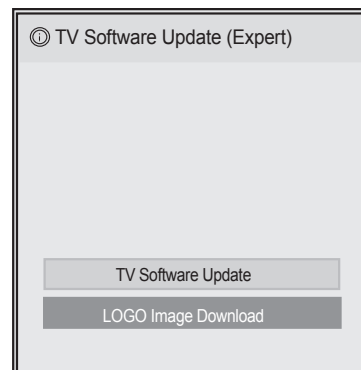 ⓘ TV Software Update (Expert)
TV Software Update
LOGO Image Download